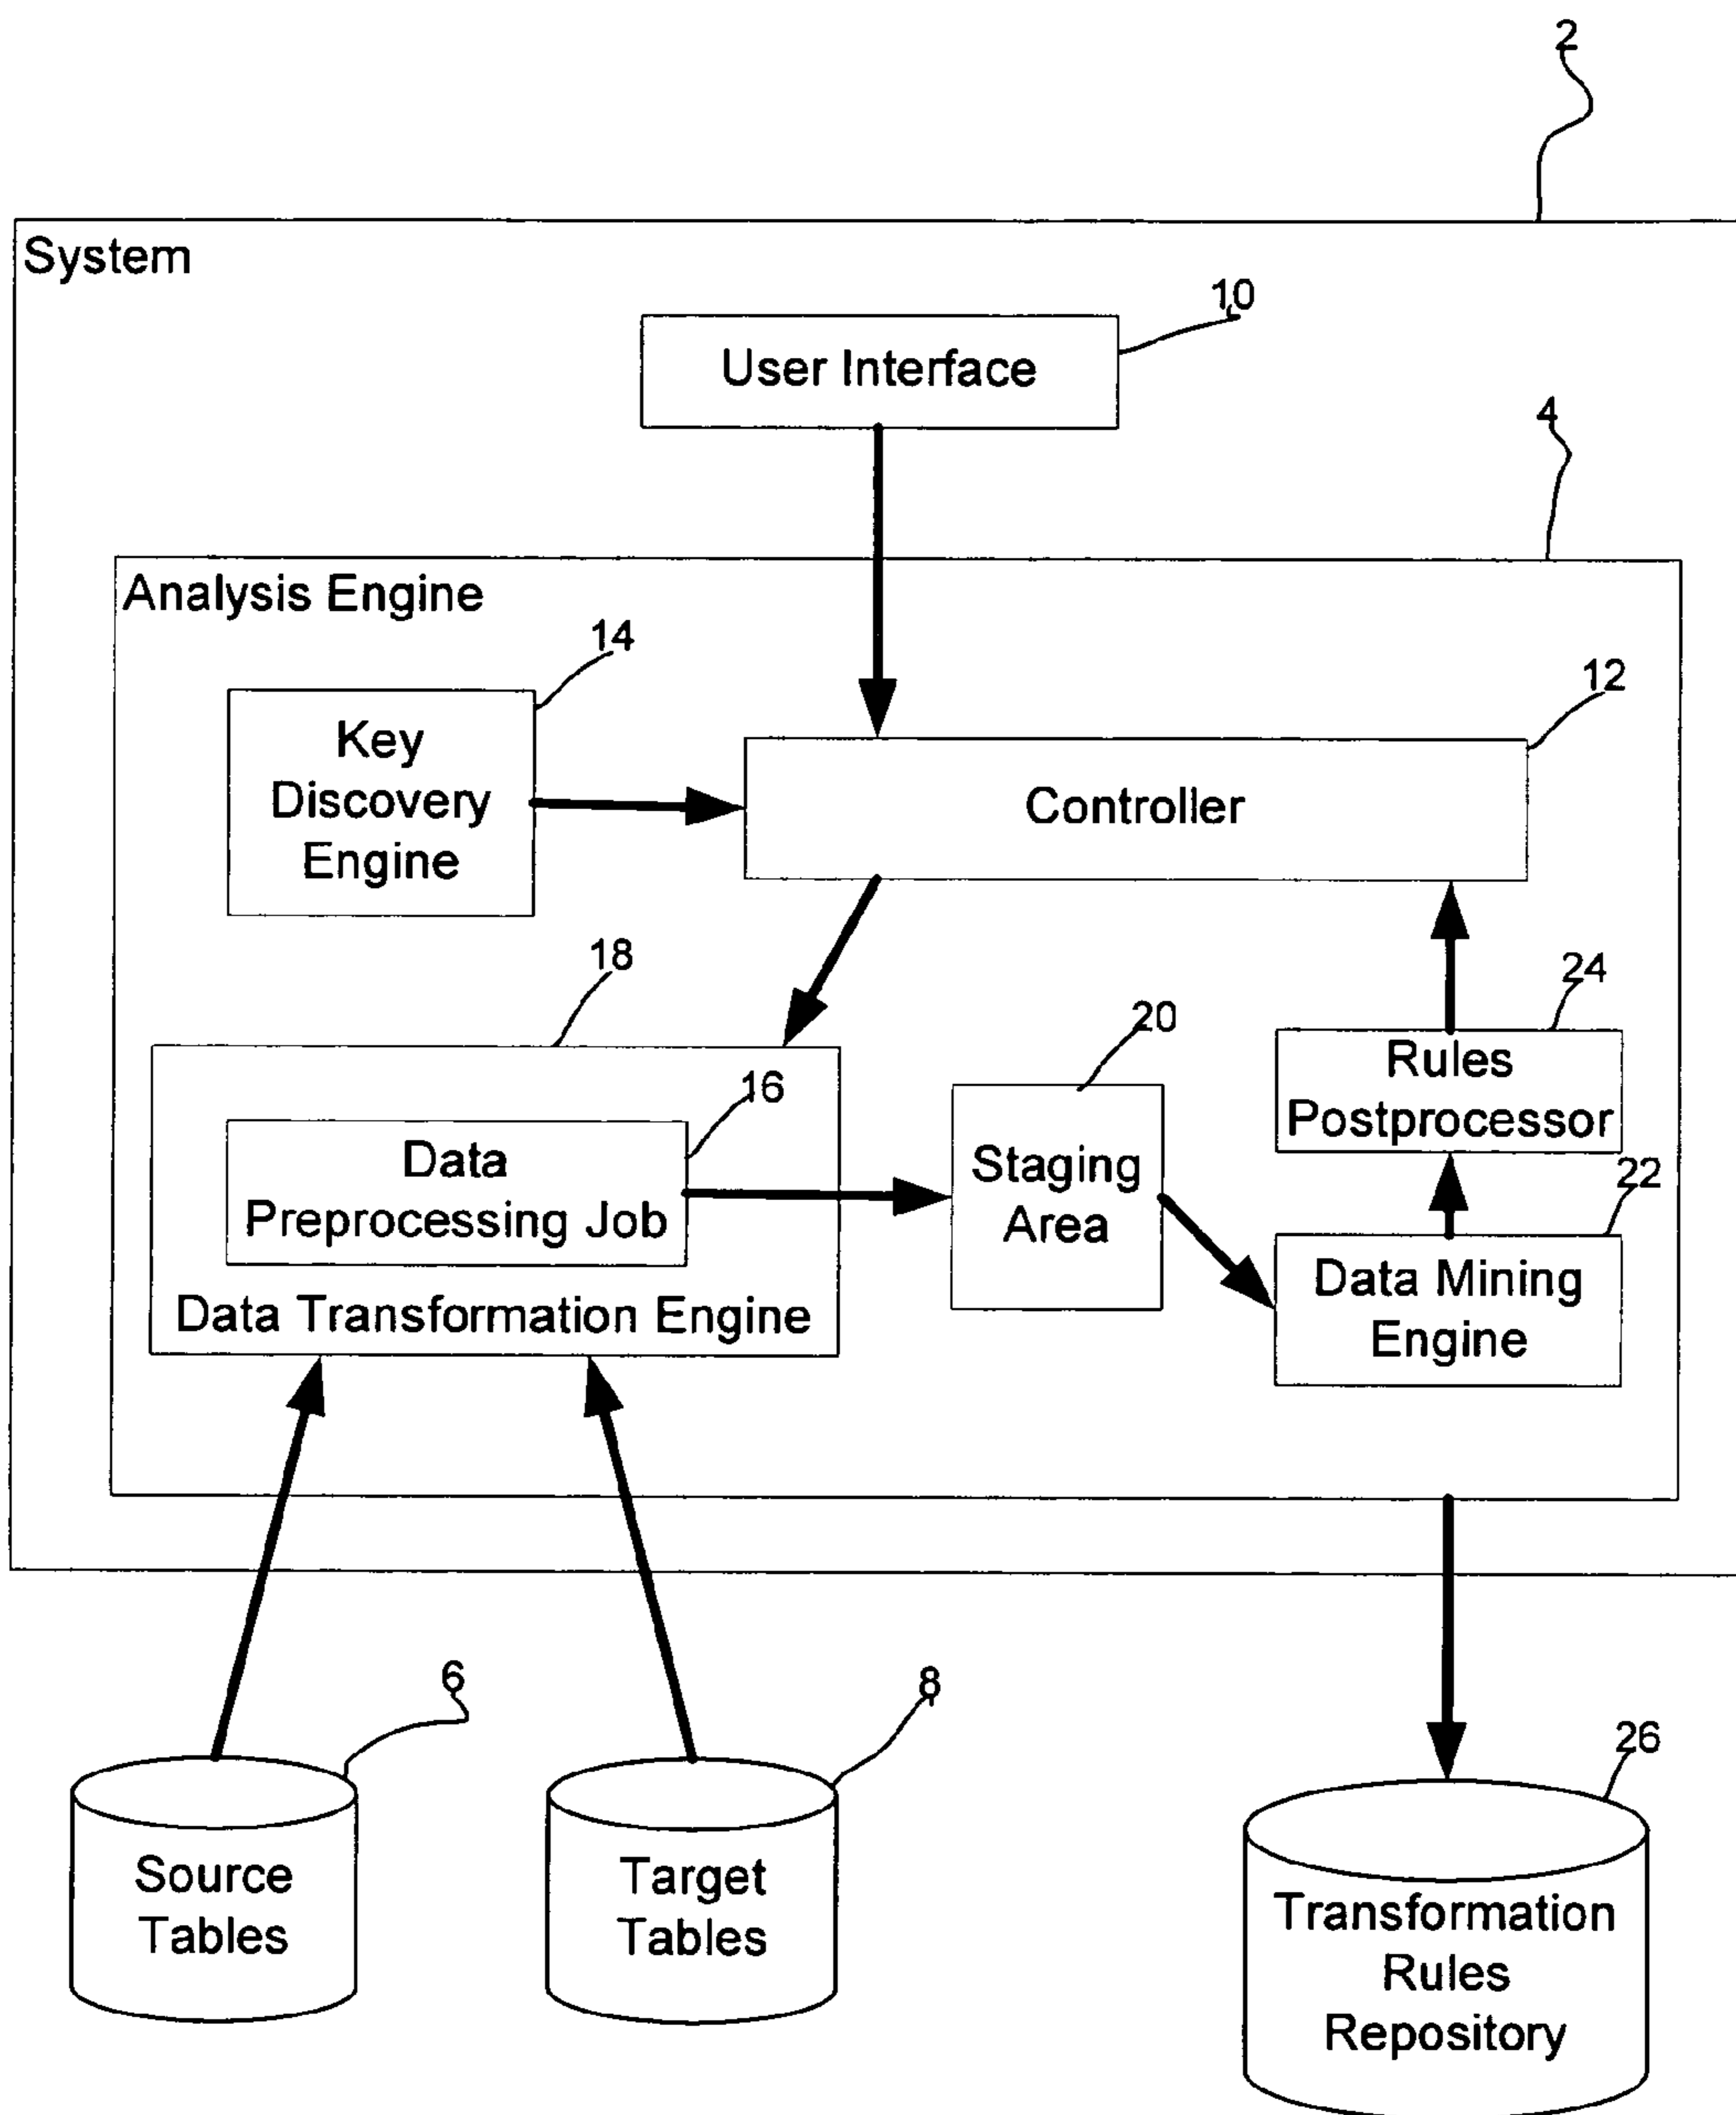 2
System
10
User Interface
4
Analysis Engine
14
Key
Discovery
Engine
12
Controller
18
16
Data
Preprocessing Job
Data Transformation Engine
20
Staging
Area
24
Rules
Postprocessor
22
Data Mining
Engine
6
Source
Tables
8
Target
Tables
26
Transformation
Rules
Repository